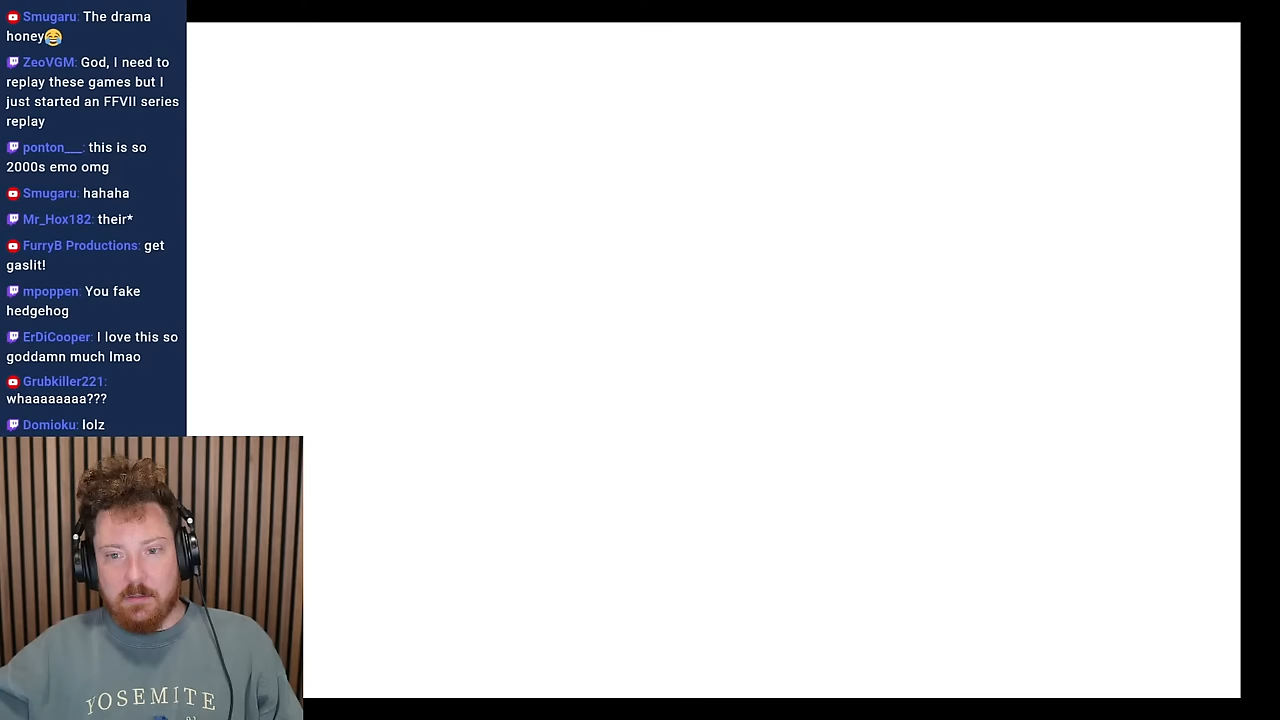 Smugaru: The drama
honey😂
ZeoVGM: God, I need to
replay these games but I
just started an FFVII series
replay
ponton___: this is so
2000s emo omg
Smugaru: hahaha
Mr_Hox182: their*
FurryB Productions: get
gaslit!
mpoppen: You fake
hedgehog
ErDiCooper: I love this so
goddamn much lmao
Grubkiller221:
whaaaaaaaa???
Domioku: lolz
YOSEMITE